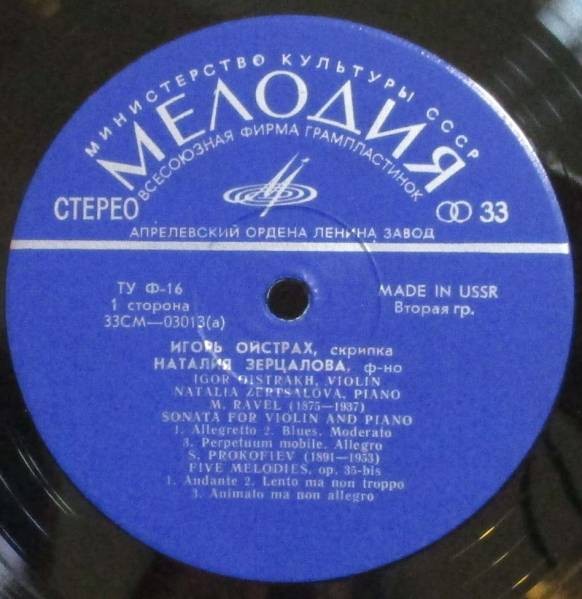 МИНИСТЕРСТВО КУЛЬТУРЫ СССР
МЕЛОДИЯ
ВСЕСОЮЗНАЯ ФИРМА ГРАМПЛАСТИНОК
СТЕРЕО
33
АПРЕЛЕВСКИЙ ОРДЕНА ЛЕНИНА ЗАВОД
ТУ Ф-16
1 сторона
33СМ—03013(а)
MADE IN USSR
Вторая гр.
ИГОРЬ ОЙСТРАХ, скрипка
НАТАЛИЯ ЗЕРЦАЛОВА, ф-но
IGOR OISTRAKH, VIOLIN
NATALIA ZERTSALOVA, PIANO
M. RAVEL (1875—1937)
SONATA FOR VIOLIN AND PIANO
1. Allegretto 2. Blues. Moderato
3. Perpetuum mobile. Allegro
S. PROKOFIEV (1891—1953)
FIVE MELODIES, op. 35-bis
1. Andante 2. Lento ma non troppo
3. Animato ma non allegro